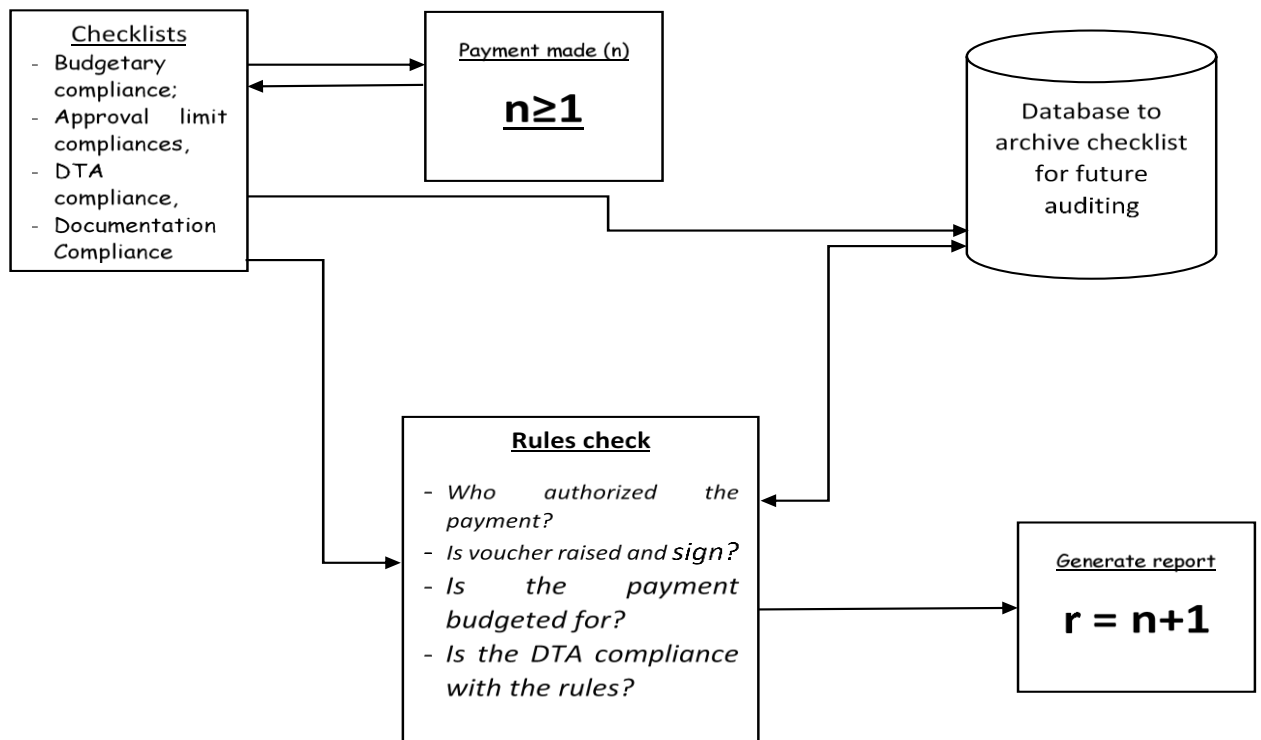 Checklists
- Budgetary
compliance;
- Approval limit
compliances,
- DTA
compliance,
- Documentation
Compliance
Payment made (n)
n≥1
Database to
archive checklist
for future
auditing
Rules check
- Who authorized the
payment?
- Is voucher raised and sign?
- Is the payment
budgeted for?
- Is the DTA compliance
with the rules?
Generate report
r = n+1